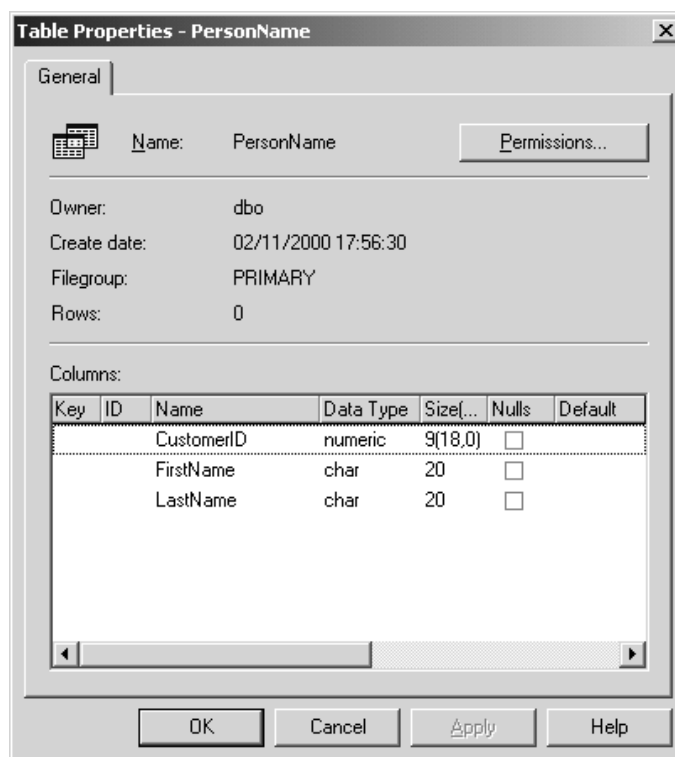 Table Properties - PersonName
General
Name: PersonName Permissions...
Owner: dbo
Create date: 02/11/2000 17:56:30
Filegroup: PRIMARY
Rows: 0
Columns:
Key ID Name Data Type Size(... Nulls Default
CustomerID numeric 9(18,0)
FirstName char 20
LastName char 20
OK Cancel Apply Help